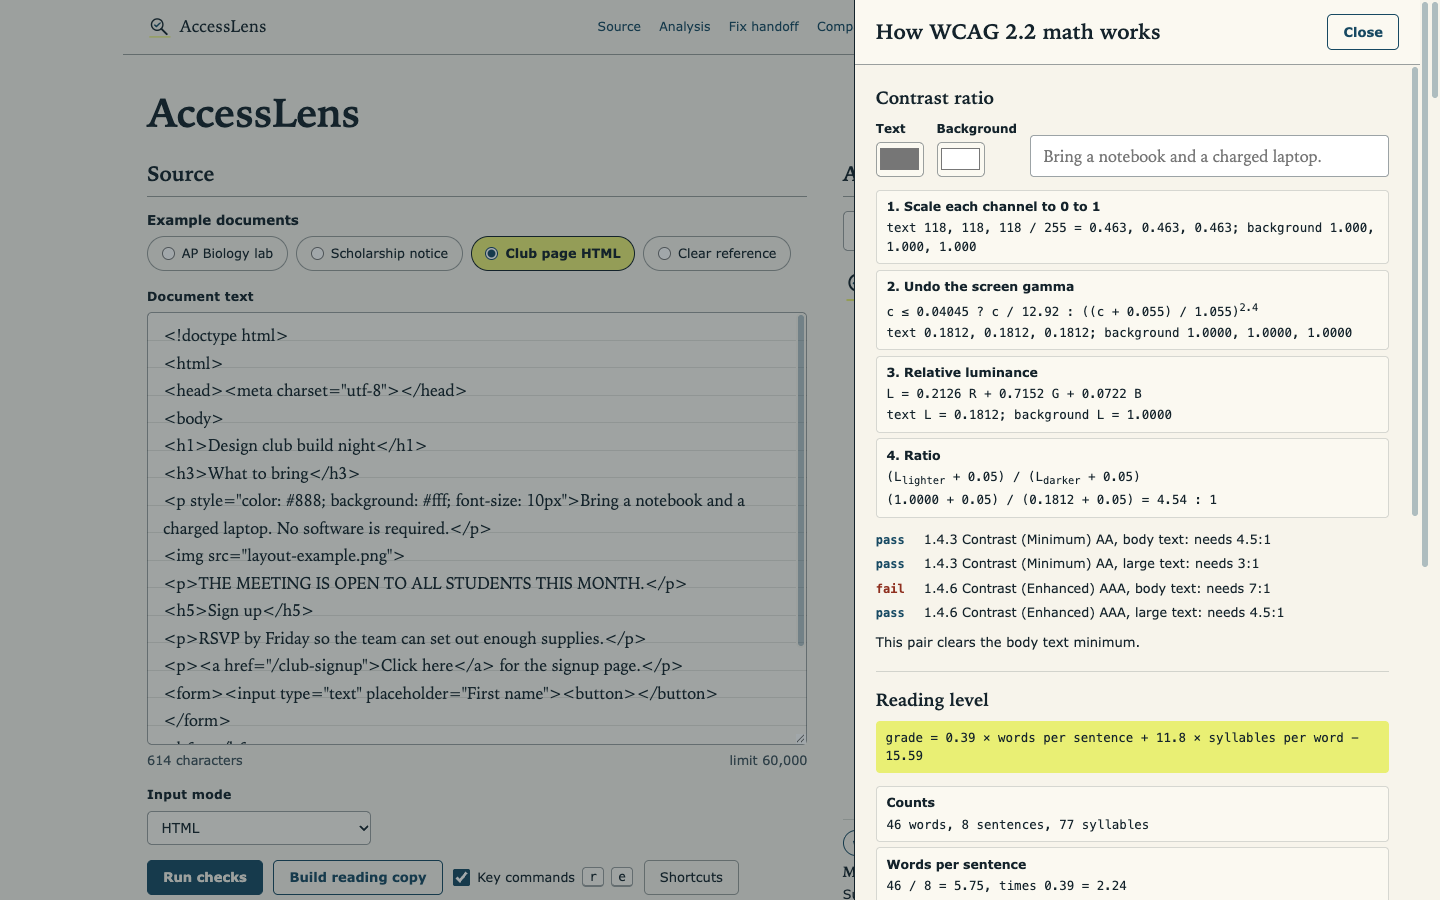 AccessLens
Source Analysis Fix handoff Comp
AccessLens
Source
Example documents
AP Biology lab
Scholarship notice
Club page HTML
Clear reference
Document text
<!doctype html>
<html>
<head><meta charset="utf-8"></head>
<body>
<h1>Design club build night</h1>
<h3>What to bring</h3>
<p style="color: #888; background: #fff; font-size: 10px">Bring a notebook and a
charged laptop. No software is required.</p>
<img src="layout-example.png">
<p>THE MEETING IS OPEN TO ALL STUDENTS THIS MONTH.</p>
<h5>Sign up</h5>
<p>RSVP by Friday so the team can set out enough supplies.</p>
<p><a href="/club-signup">Click here</a> for the signup page.</p>
<form><input type="text" placeholder="First name"><button></button>
</form>
614 characters
limit 60,000
Input mode
HTML
Run checks
Build reading copy
Key commands r e
Shortcuts
How WCAG 2.2 math works
Close
Contrast ratio
Text
Background
Bring a notebook and a charged laptop.
1. Scale each channel to 0 to 1
text 118, 118, 118 / 255 = 0.463, 0.463, 0.463; background 1.000,
1.000, 1.000
2. Undo the screen gamma
c ≤ 0.04045 ? c / 12.92 : ((c + 0.055) / 1.055)2.4
text 0.1812, 0.1812, 0.1812; background 1.0000, 1.0000, 1.0000
3. Relative luminance
L = 0.2126 R + 0.7152 G + 0.0722 B
text L = 0.1812; background L = 1.0000
4. Ratio
(Llighter + 0.05) / (Ldarker + 0.05)
(1.0000 + 0.05) / (0.1812 + 0.05) = 4.54 : 1
pass 1.4.3 Contrast (Minimum) AA, body text: needs 4.5:1
pass 1.4.3 Contrast (Minimum) AA, large text: needs 3:1
fail 1.4.6 Contrast (Enhanced) AAA, body text: needs 7:1
pass 1.4.6 Contrast (Enhanced) AAA, large text: needs 4.5:1
This pair clears the body text minimum.
Reading level
grade = 0.39 × words per sentence + 11.8 × syllables per word −
15.59
Counts
46 words, 8 sentences, 77 syllables
Words per sentence
46 / 8 = 5.75, times 0.39 = 2.24